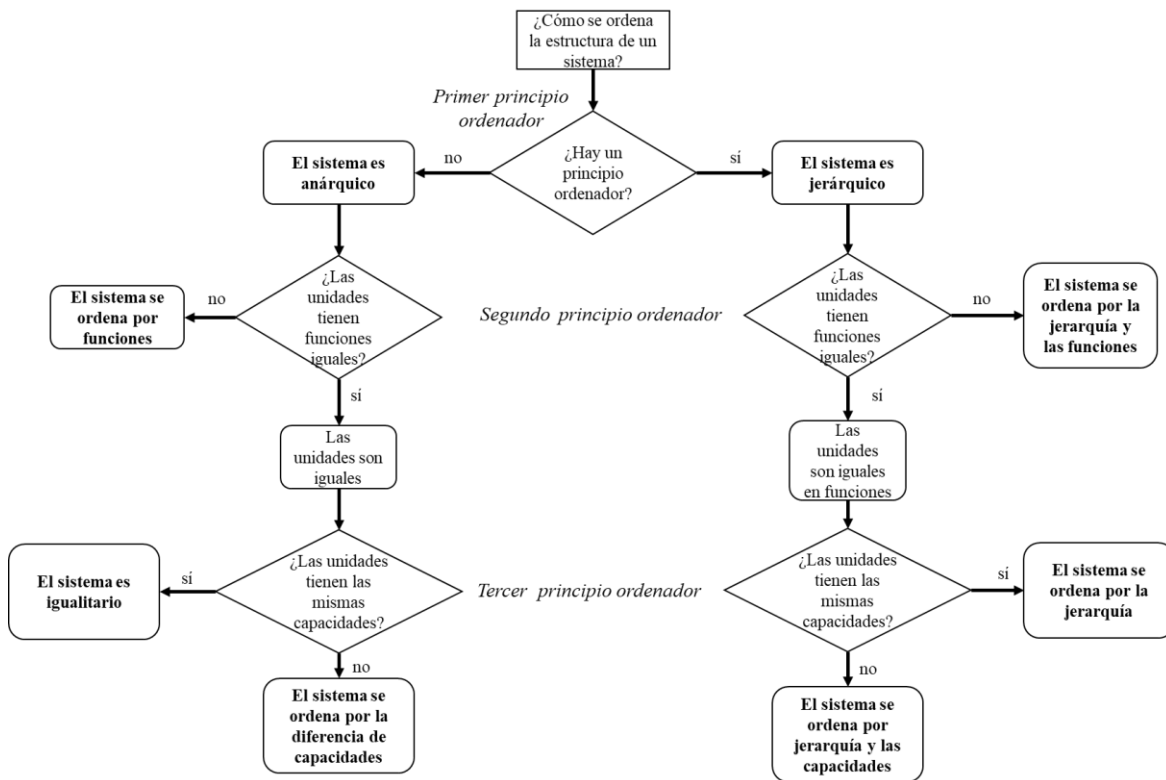 ¿Cómo se ordena
la estructura de un
sistema?
Primer principio
ordenador
El sistema es
anárquico
no
¿Hay un
principio
ordenador?
sí
El sistema es
jerárquico
El sistema se
ordena por
funciones
no
¿Las
unidades
tienen
funciones
iguales?
Segundo principio ordenador
¿Las
unidades
tienen
funciones
iguales?
no
El sistema se
ordena por la
jerarquía y
las funciones
sí
sí
Las
unidades son
iguales
Las
unidades
son iguales
en funciones
El sistema es
igualitario
sí
¿Las unidades
tienen las
mismas
capacidades?
Tercer principio ordenador
¿Las unidades
tienen las
mismas
capacidades?
sí
El sistema se
ordena por la
jerarquía
no
no
El sistema se
ordena por la
diferencia de
capacidades
El sistema se
ordena por
jerarquía y las
capacidades